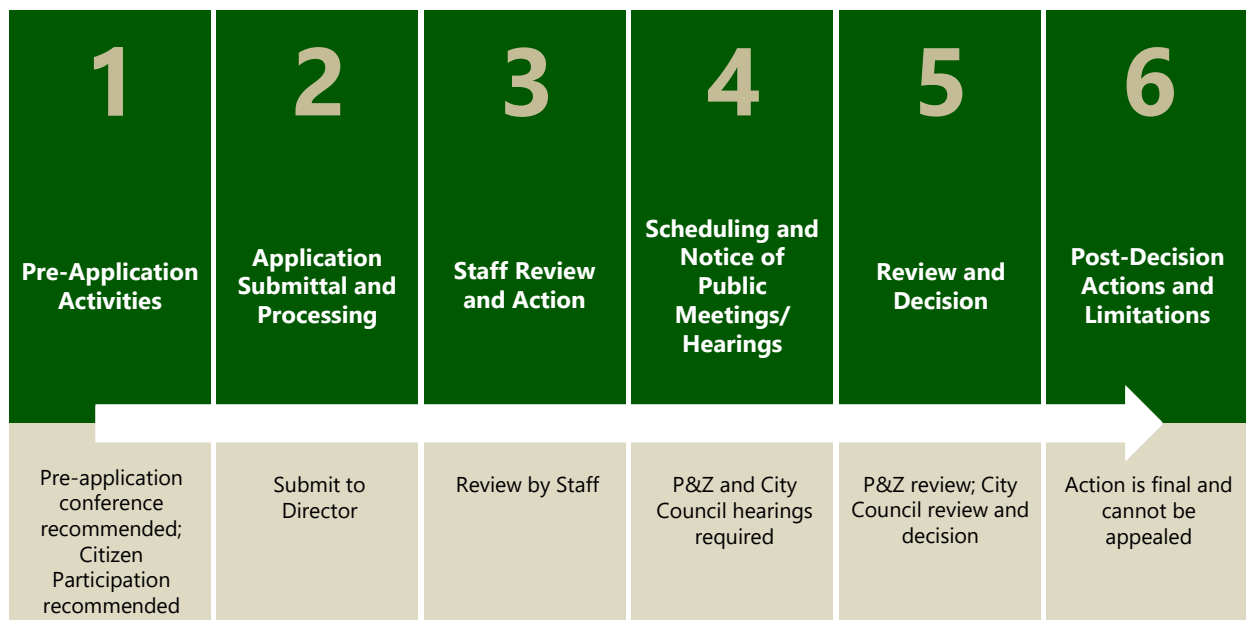 1
Pre-Application
Activities
2
Application
Submittal and
Processing
3
Staff Review
and Action
4
Scheduling and
Notice of
Public
Meetings/
Hearings
5
Review and
Decision
6
Post-Decision
Actions and
Limitations
Pre-application
conference
recommended;
Citizen
Participation
recommended
Submit to
Director
Review by Staff
P&Z and City
Council hearings
required
P&Z review; City
Council review and
decision
Action is final and
cannot be
appealed